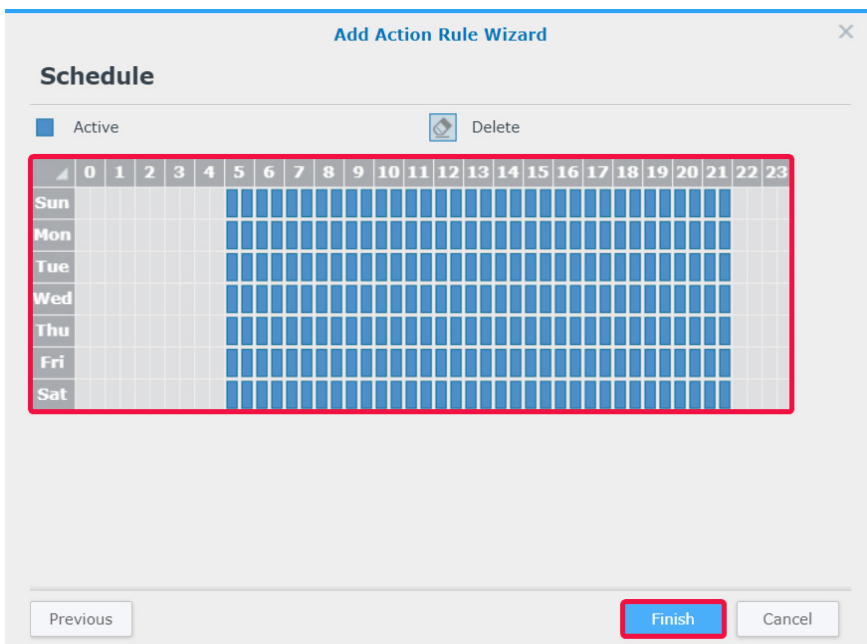 Add Action Rule Wizard
Schedule
Active Delete
0 1 2 3 4 5 6 7 8 9 10 11 12 13 14 15 16 17 18 19 20 21 22 23
Sun
Mon
Tue
Wed
Thu
Fri
Sat
Previous Finish Cancel